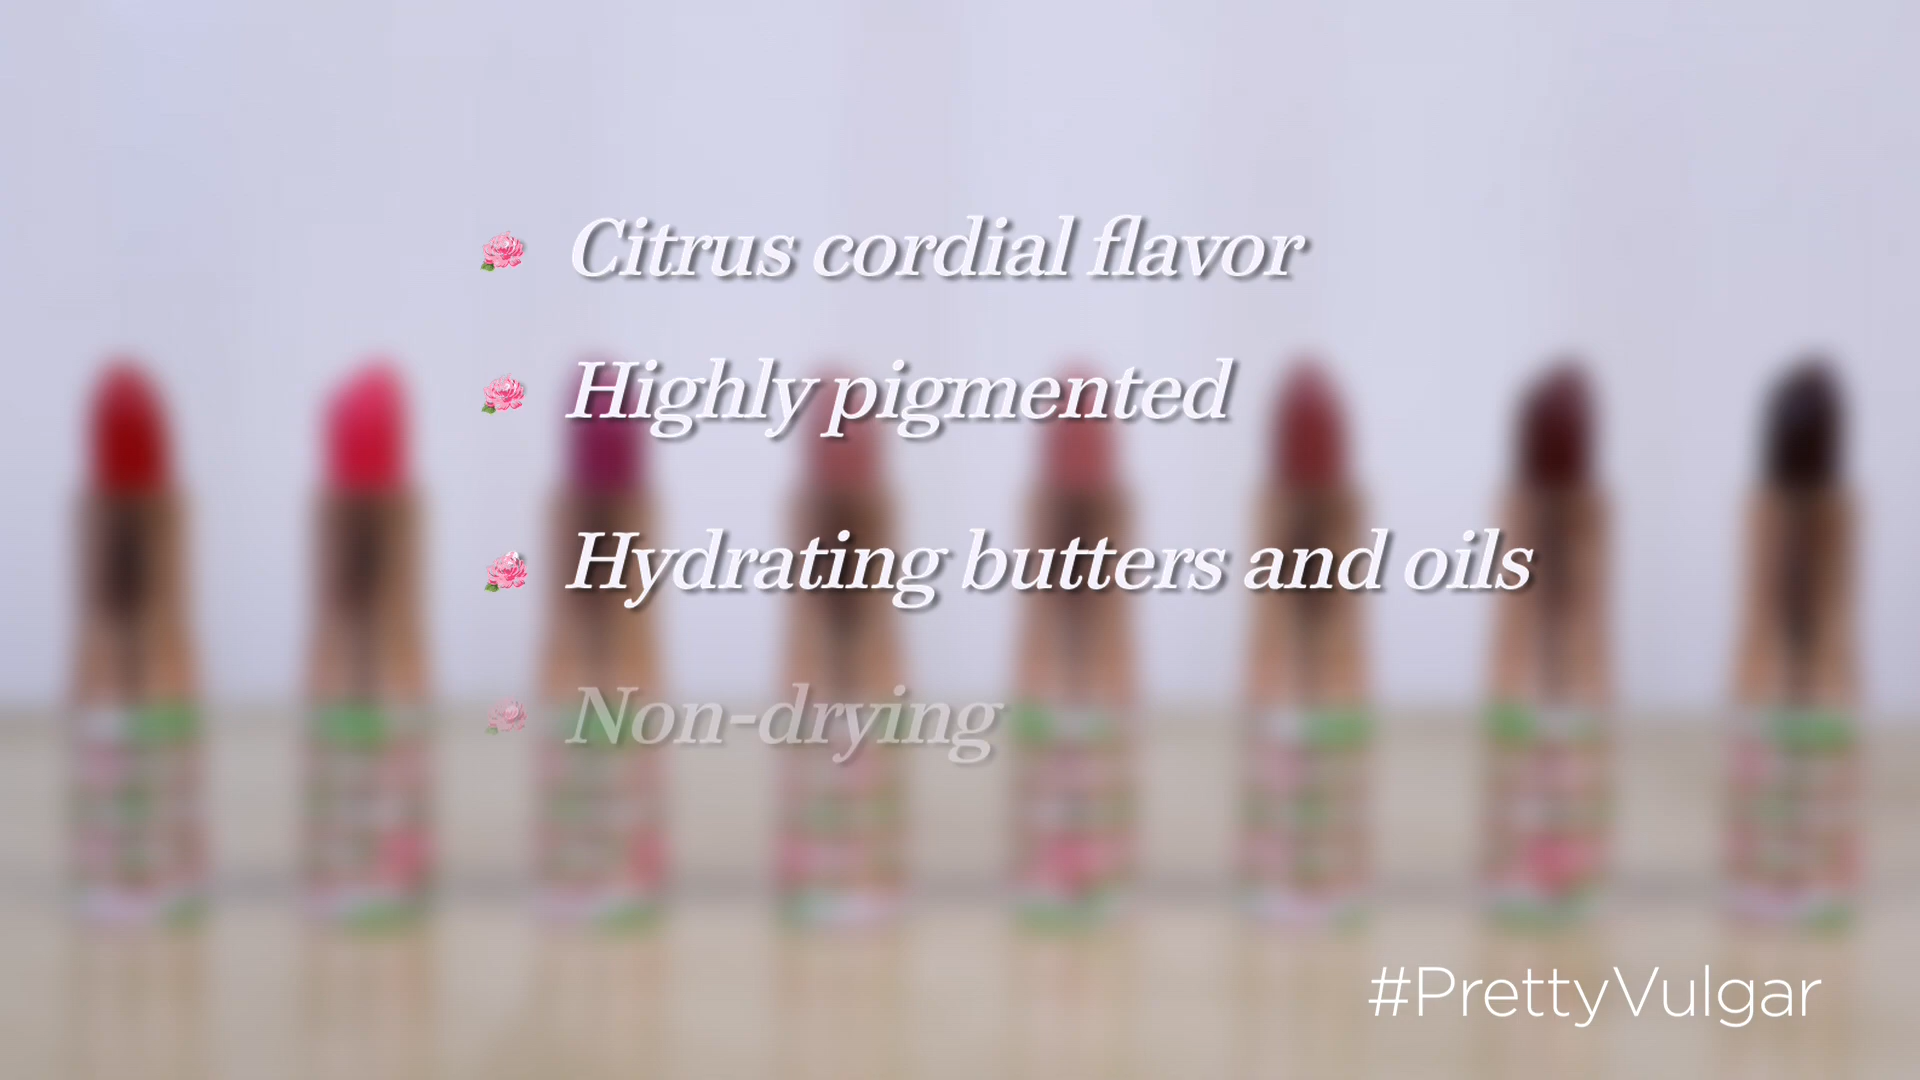 Citrus cordial flavor
Highly pigmented
Hydrating butters and oils
Non-drying
#PrettyVulgar